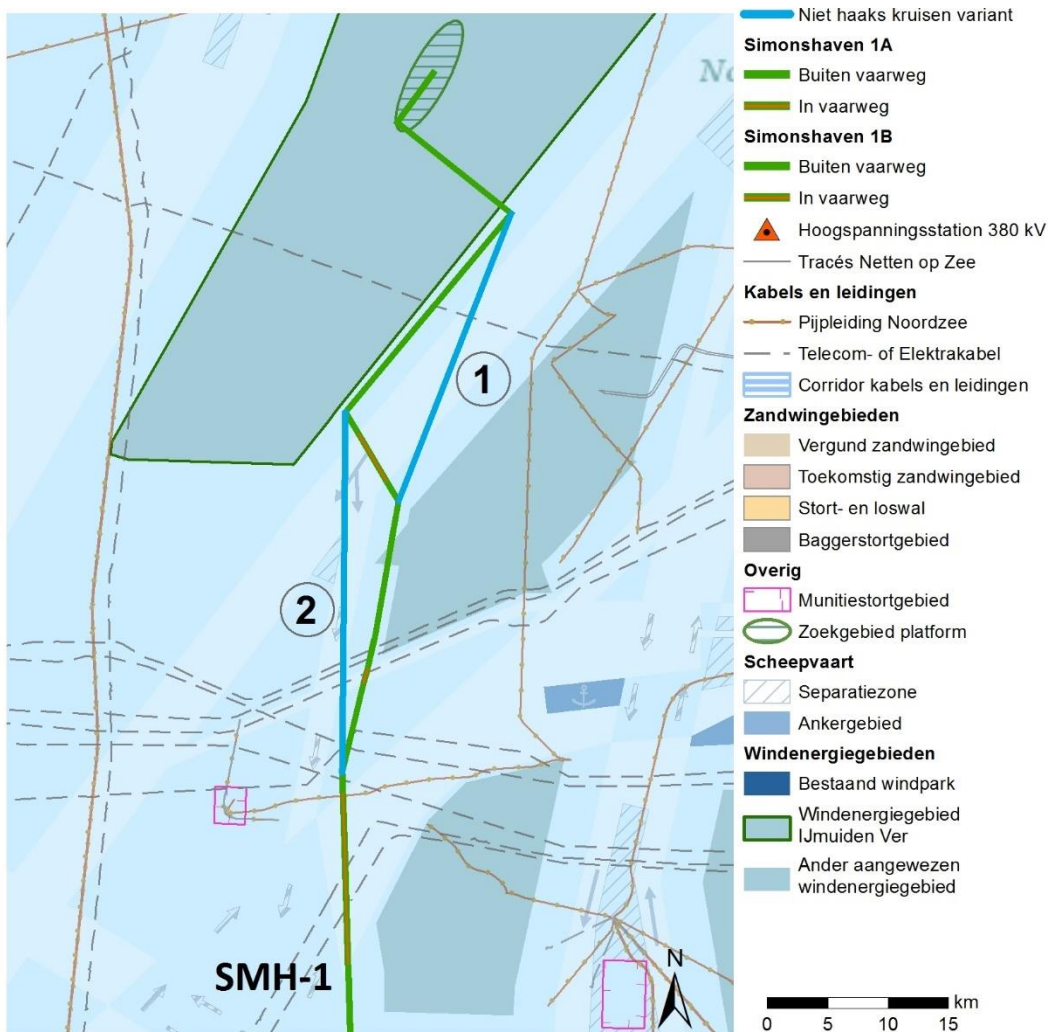 No
1
2
SMH-1
N
Niet haaks kruisen variant
Simonshaven 1A
Buiten vaarweg
In vaarweg
Simonshaven 1B
Buiten vaarweg
In vaarweg
Hoogspanningsstation 380 kV
Tracés Netten op Zee
Kabels en leidingen
Pijpleiding Noordzee
Telecom- of Elektrakabel
Corridor kabels en leidingen
Zandwingebieden
Vergund zandwingebied
Toekomstig zandwingebied
Stort- en loswal
Baggerstortgebied
Overig
Munitiestortgebied
Zoekgebied platform
Scheepvaart
Separatiezone
Ankergebied
Windenergiegebieden
Bestaand windpark
Windenergiegebied
IJmuiden Ver
Ander aangewezen
windenergiegebied
km
0 5 10 15